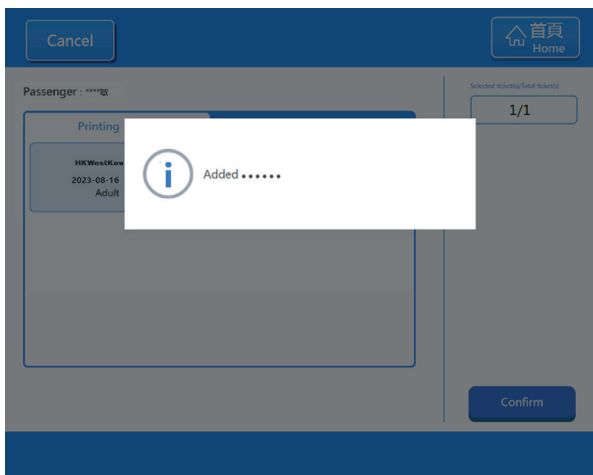 Cancel
首頁
Home
Passenger : ****敏
Selected ticket(s)/Total ticket(s)
1/1
Printing
HKWestKow
2023-08-16
Adult
Added ••••••
Confirm